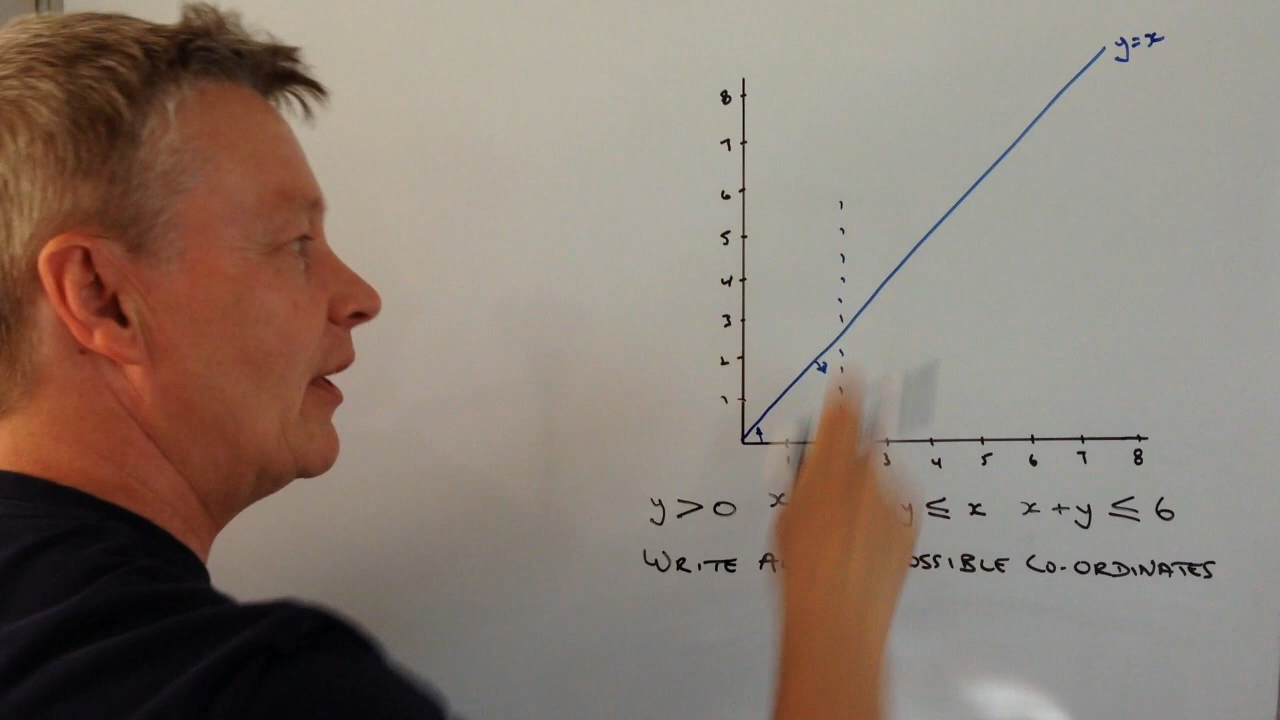 y=x
8
7
6
5
4
3
2
1
1 3 4 5 6 7 8
y>0 x y≤x x+y≤6
WRITE CO-ORDINATES